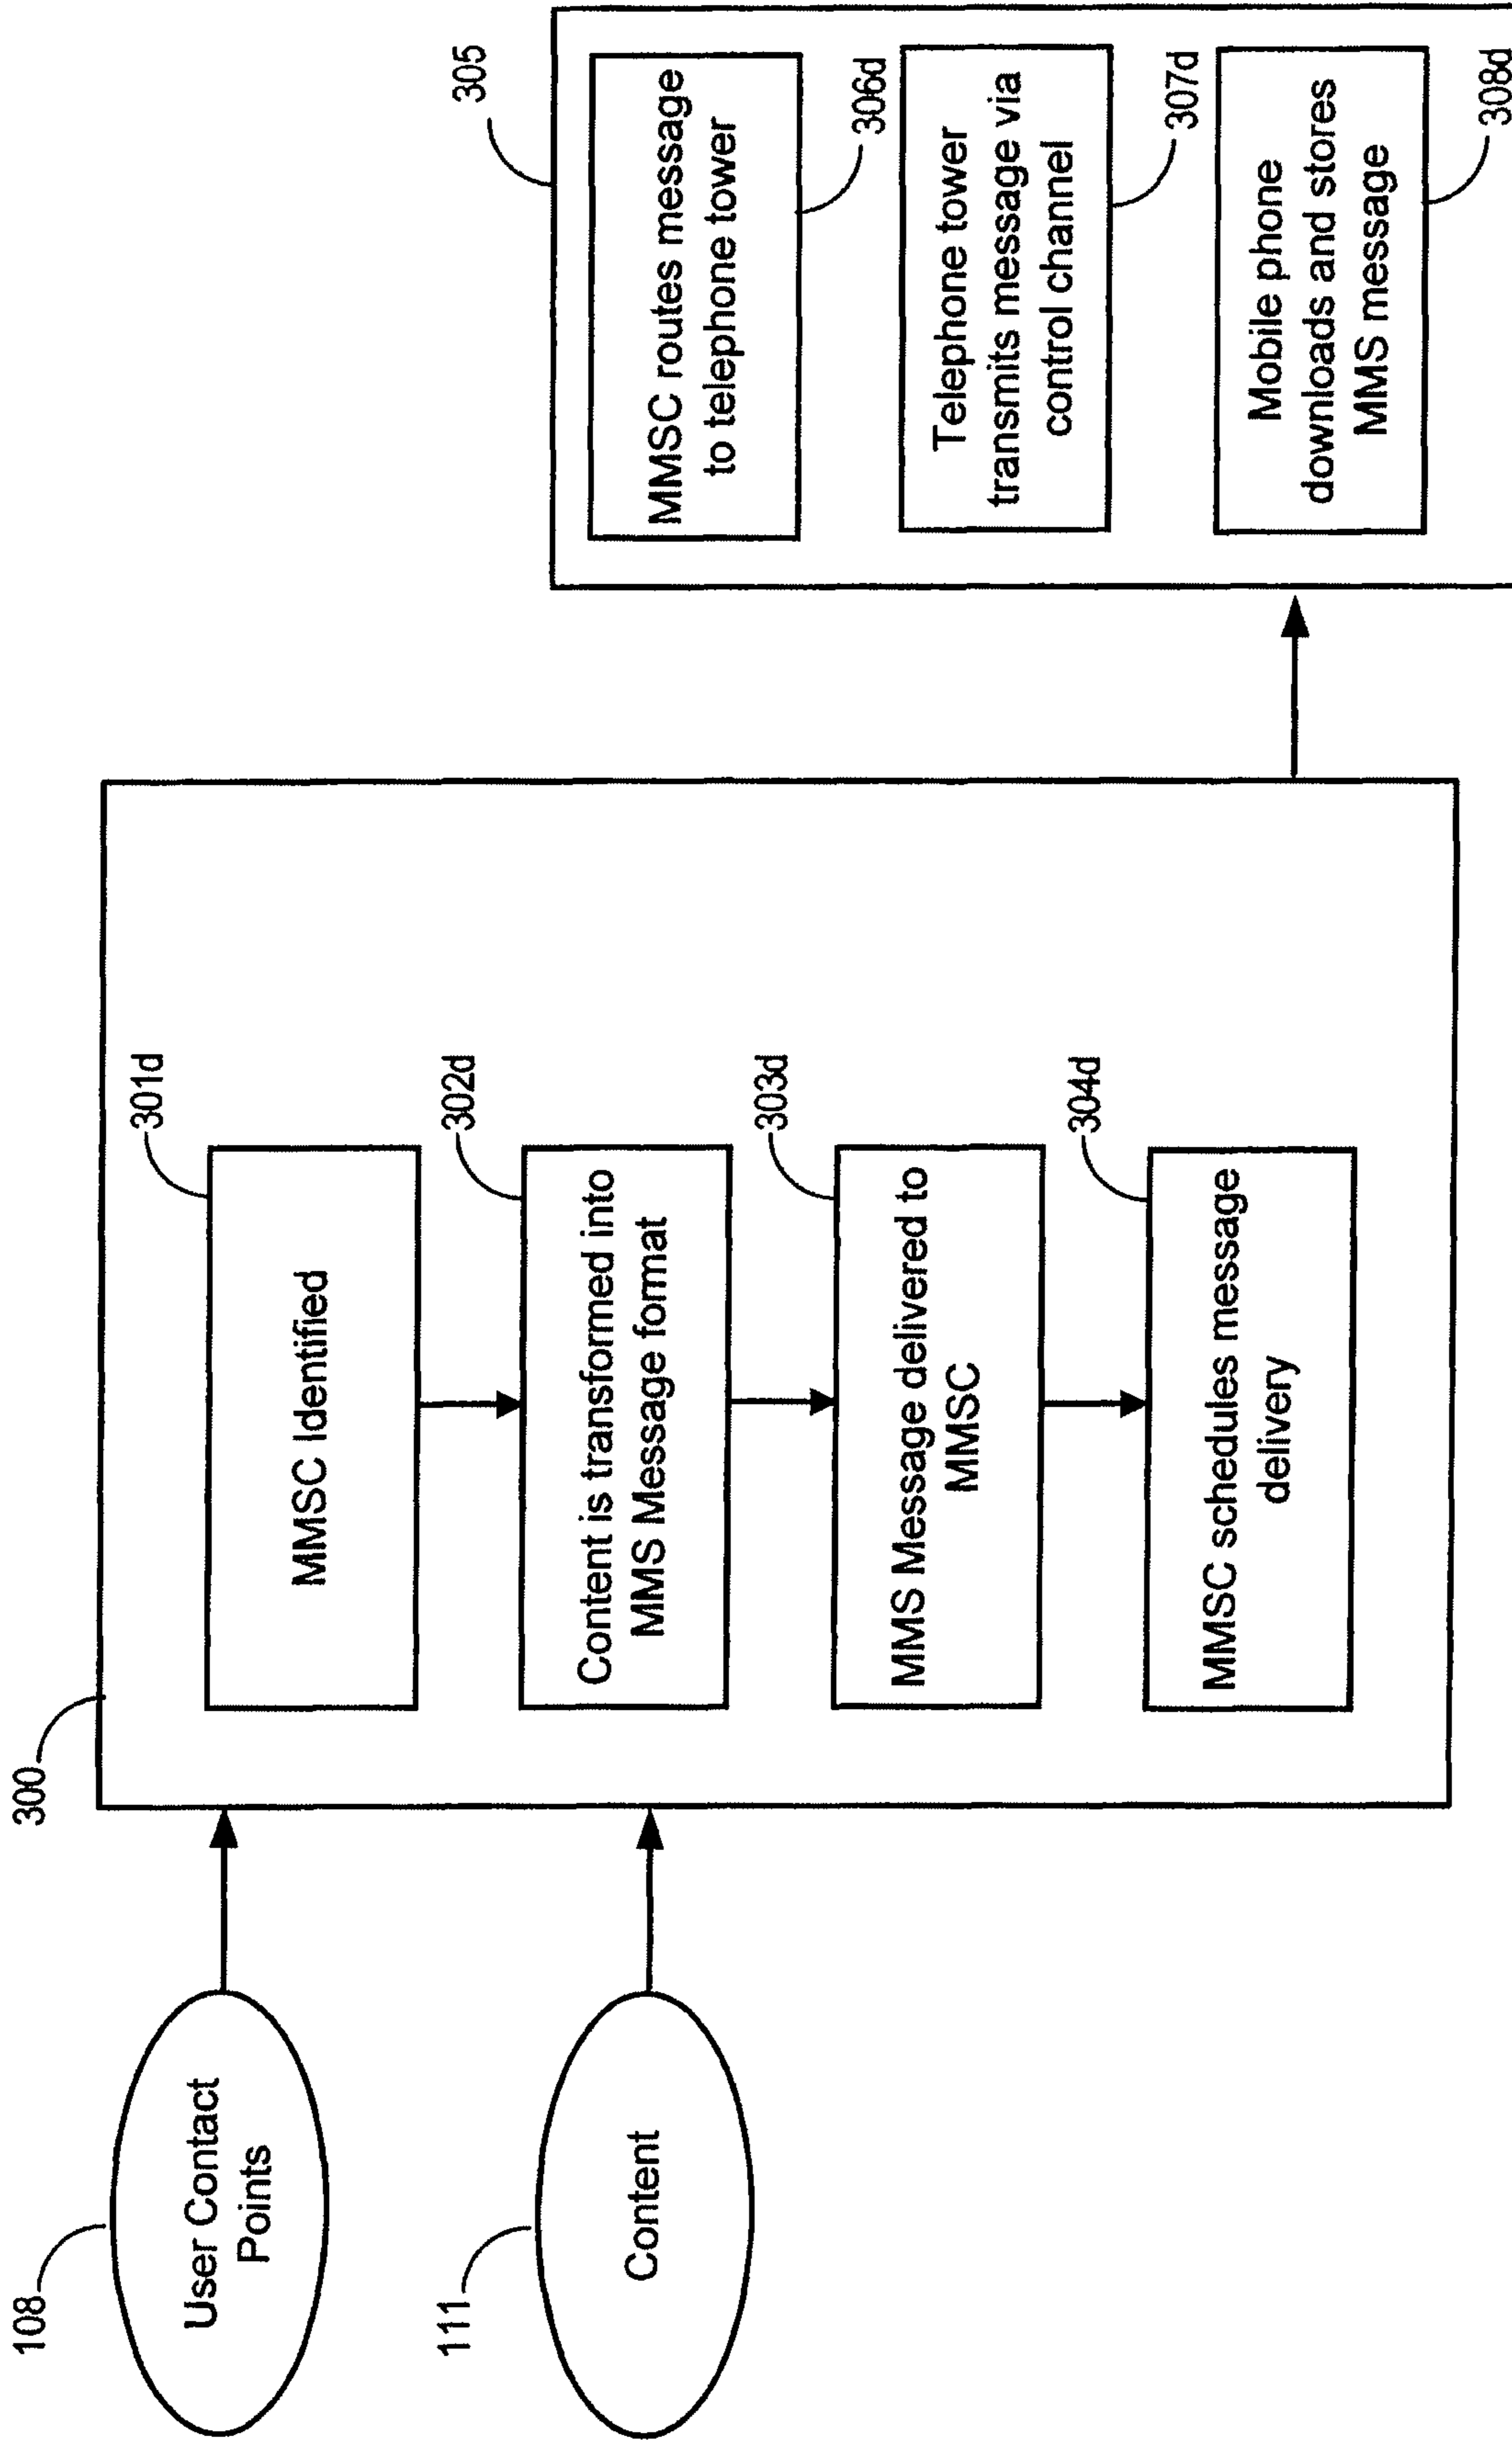 108
User Contact
Points
111
Content
300
301d
MMSC Identified
302d
Content is transformed into
MMS Message format
303d
MMS Message delivered to
MMSC
304d
MMSC schedules message
delivery
305
MMSC routes message
to telephone tower
306d
Telephone tower
transmits message via
control channel
307d
Mobile phone
downloads and stores
MMS message
308d